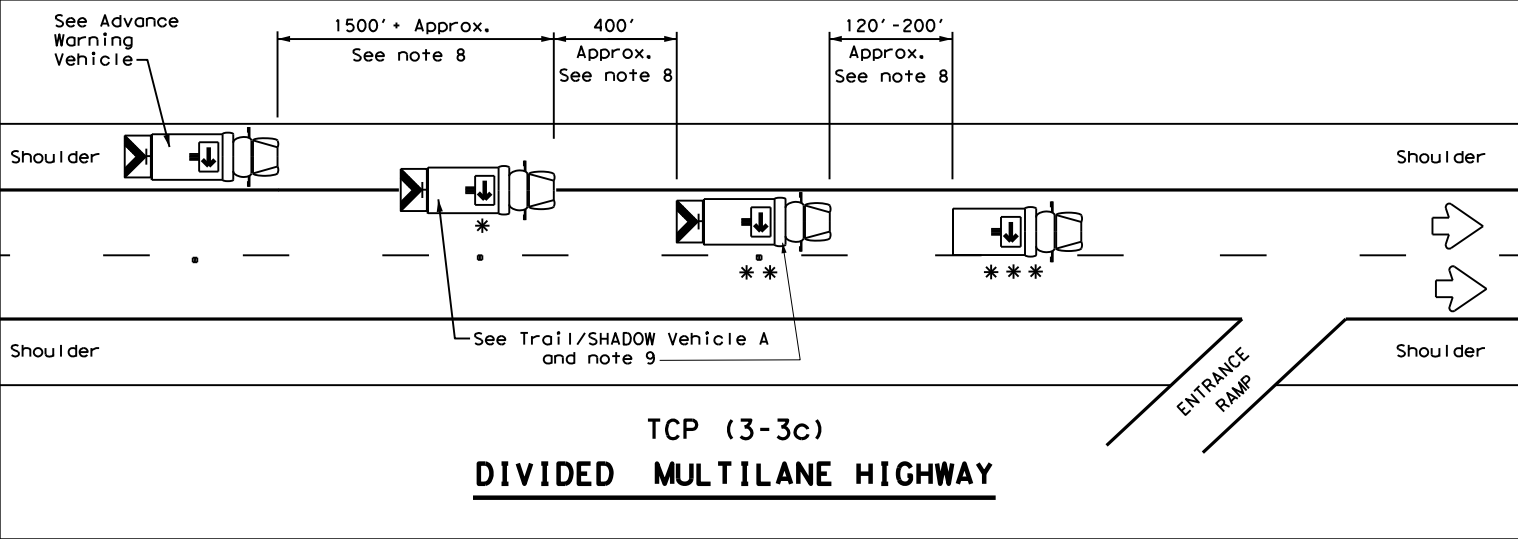 See Advance
Warning
Vehicle
1500'+ Approx.
See note 8
400'
Approx.
See note 8
120'-200'
Approx.
See note 8
Shoulder
Shoulder
*
* *
* * *
See Trail/SHADOW Vehicle A
and note 9
Shoulder
Shoulder
ENTRANCE
RAMP
TCP (3-3c)
DIVIDED MULTILANE HIGHWAY